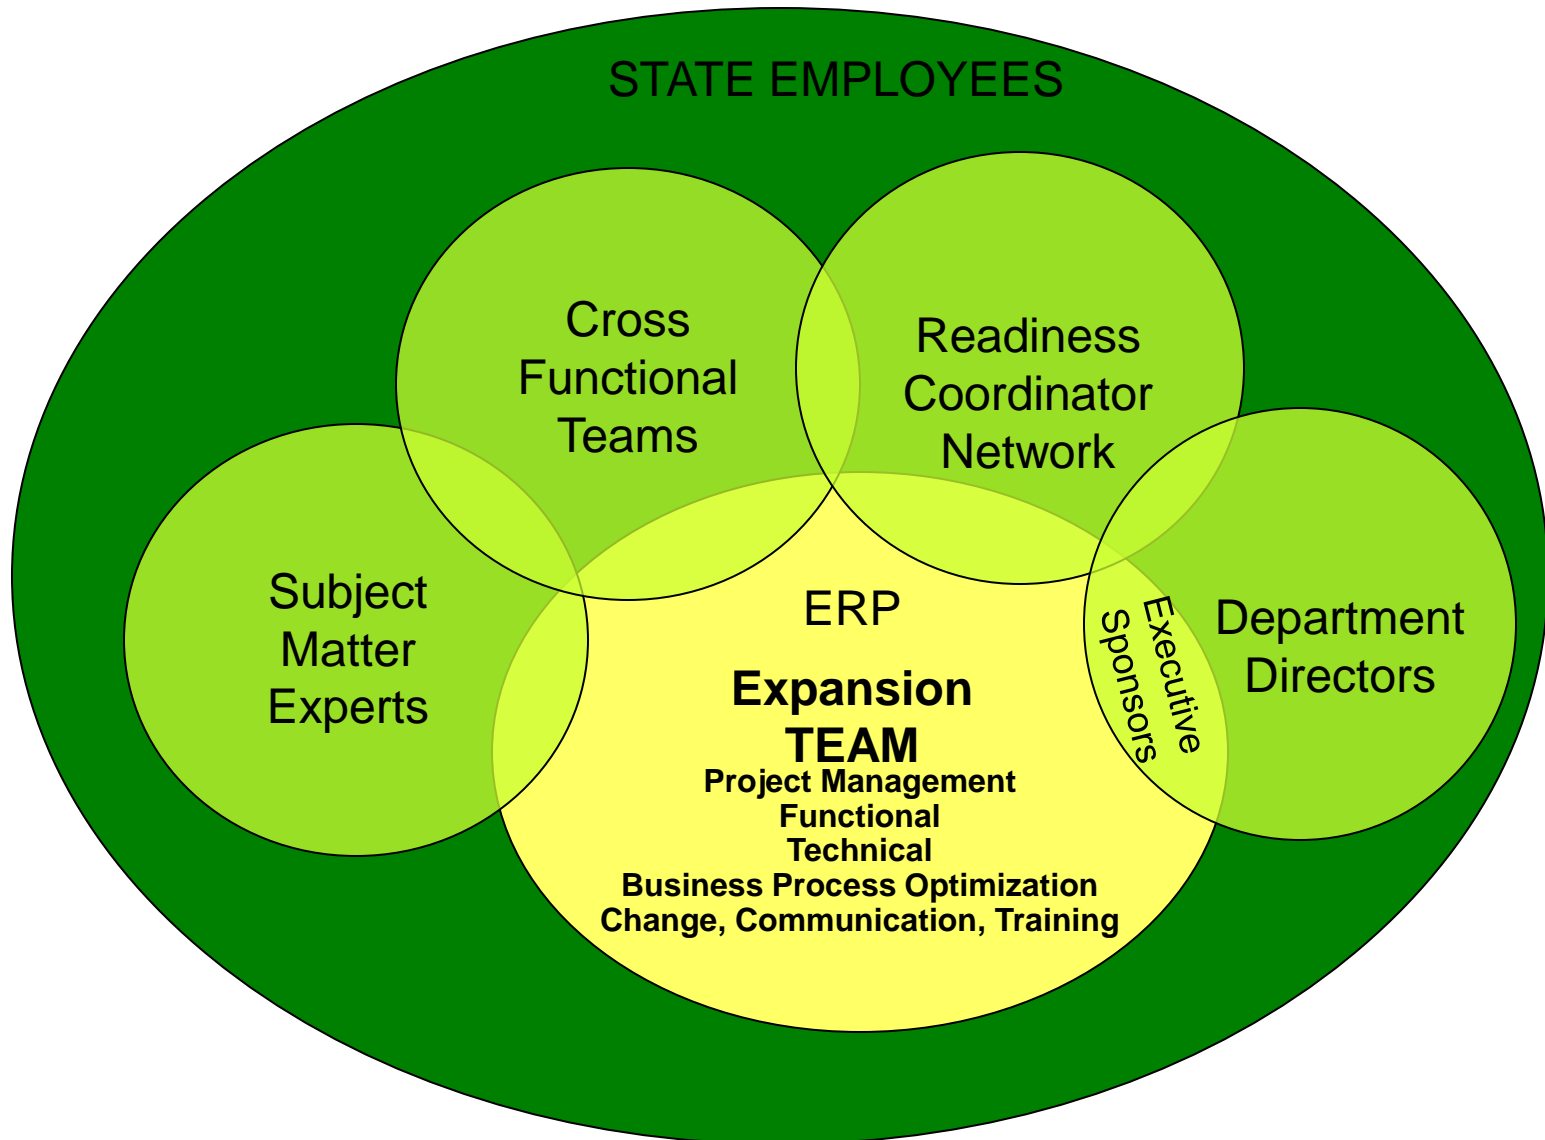 STATE EMPLOYEES
Cross
Functional
Teams
Readiness
Coordinator
Network
Subject
Matter
Experts
ERP
Expansion
TEAM
Project Management
Functional
Technical
Business Process Optimization
Change, Communication, Training
Executive
Sponsors
Department
Directors